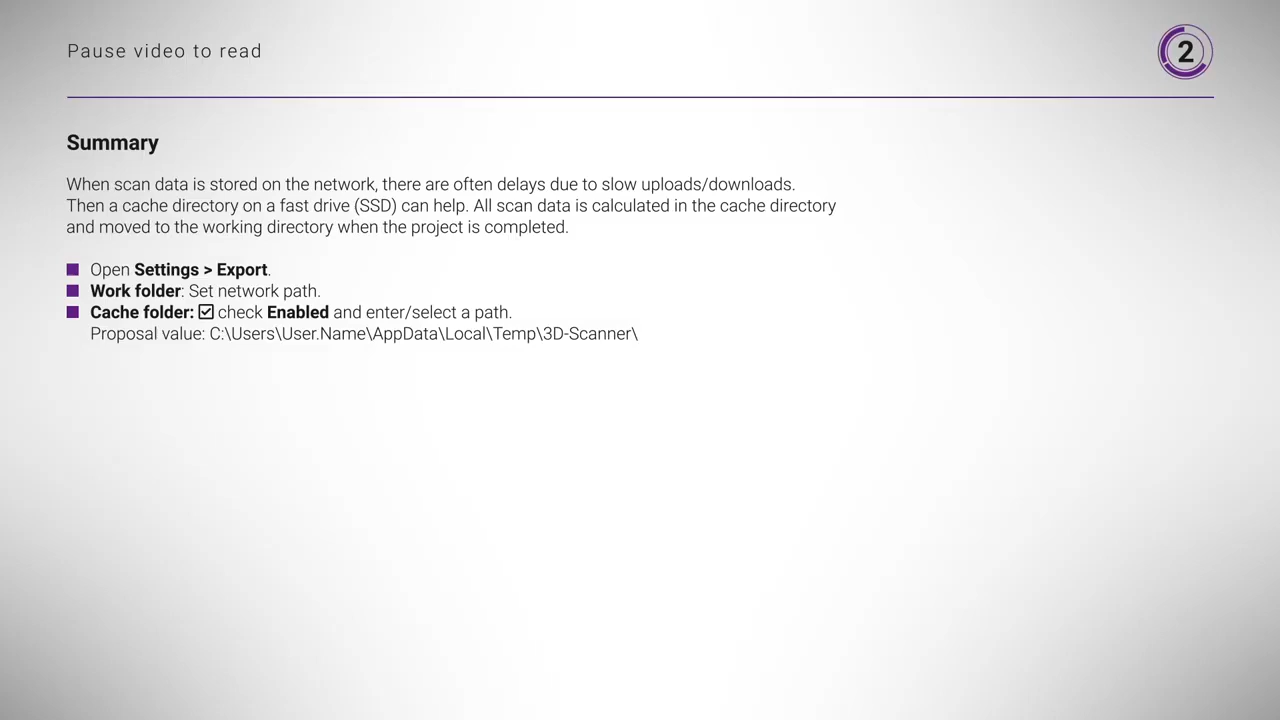 Pause video to read
2
Summary
When scan data is stored on the network, there are often delays due to slow uploads/downloads.
Then a cache directory on a fast drive (SSD) can help. All scan data is calculated in the cache directory
and moved to the working directory when the project is completed.
Open Settings > Export.
Work folder: Set network path.
Cache folder: ☑ check Enabled and enter/select a path.
Proposal value: C:\Users\User.Name\AppData\Local\Temp\3D-Scanner\